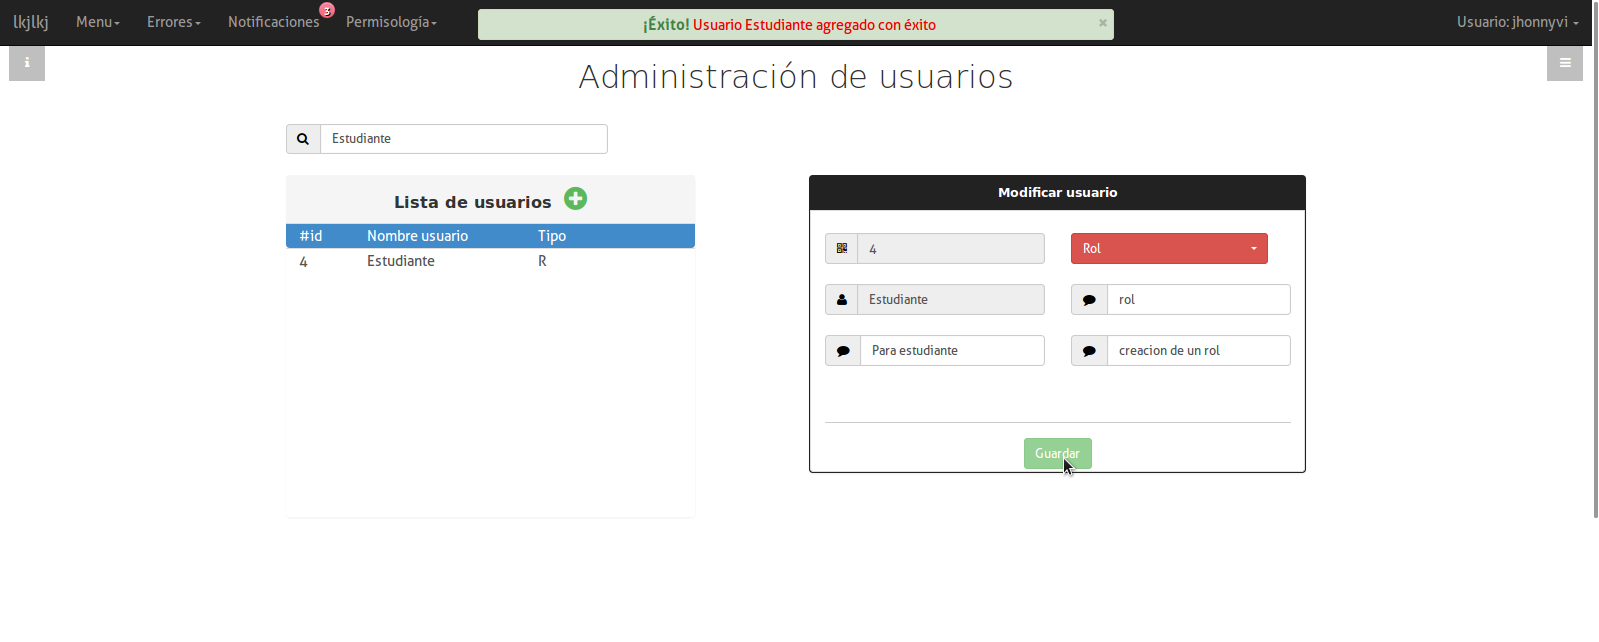 lkjlkj Menu Errores Notificaciones 3 Permisología ¡Éxito! Usuario Estudiante agregado con éxito × Usuario: jhonnyvi
i
Administración de usuarios
Estudiante
Lista de usuarios
#id Nombre usuario Tipo
4 Estudiante R
Modificar usuario
4 Rol
Estudiante rol
Para estudiante creacion de un rol
Guardar